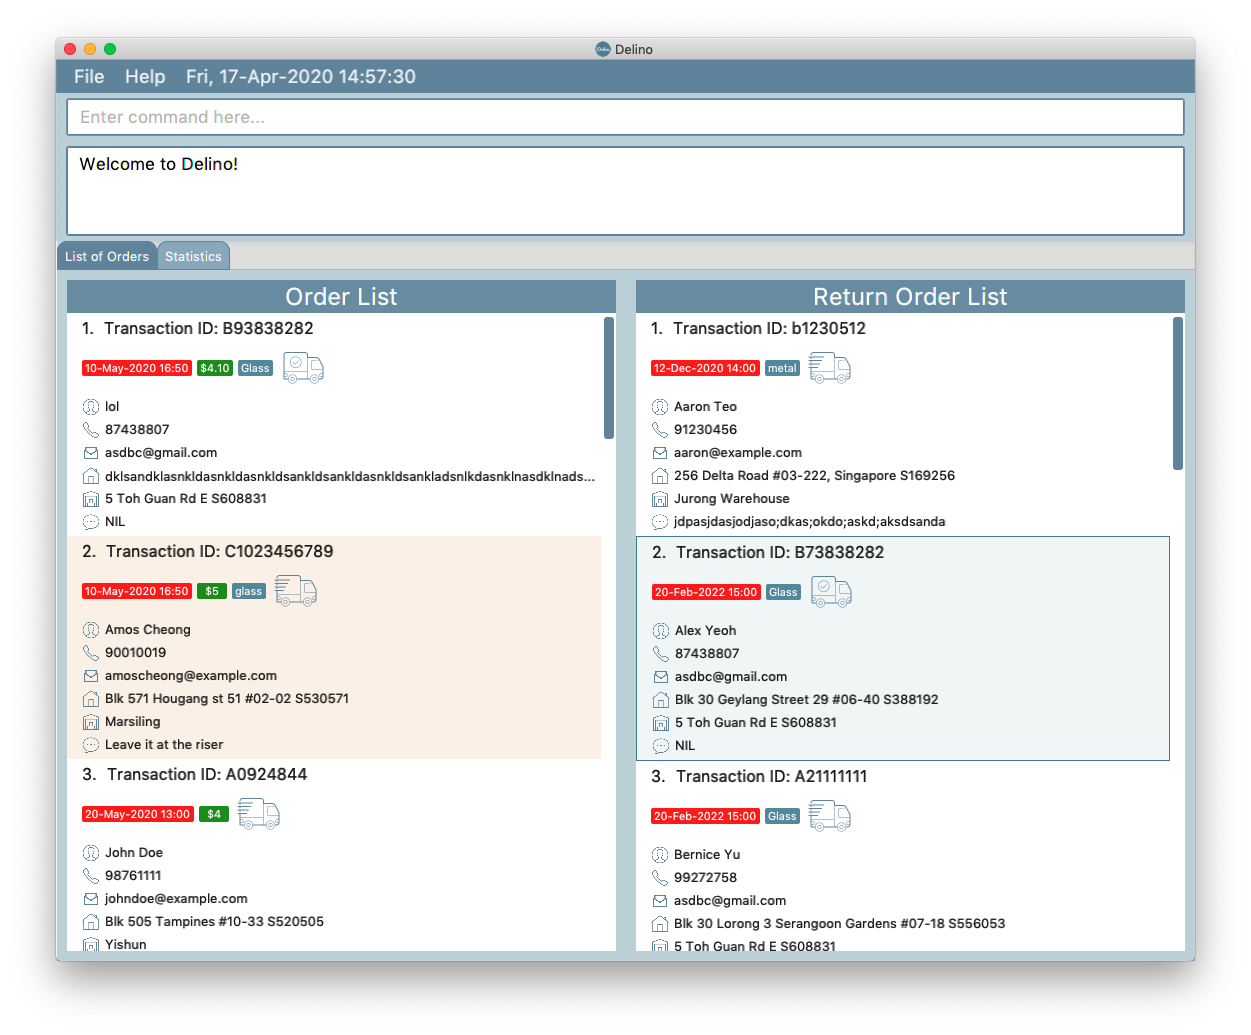 Delino
File Help Fri, 17-Apr-2020 14:57:30
Enter command here...
Welcome to Delino!
List of Orders Statistics
Order List
1. Transaction ID: B93838282
10-May-2020 16:50 $4.10 Glass
lol
87438807
asdbc@gmail.com
dklsandklasnkldasnkldasnkldsankldsankldasnkldsankladsnlkdasnklnasdklnads...
5 Toh Guan Rd E S608831
NIL
2. Transaction ID: C1023456789
10-May-2020 16:50 $5 glass
Amos Cheong
90010019
amoscheong@example.com
Blk 571 Hougang st 51 #02-02 S530571
Marsiling
Leave it at the riser
3. Transaction ID: A0924844
20-May-2020 13:00 $4
John Doe
98761111
johndoe@example.com
Blk 505 Tampines #10-33 S520505
Yishun
Return Order List
1. Transaction ID: b1230512
12-Dec-2020 14:00 metal
Aaron Teo
91230456
aaron@example.com
256 Delta Road #03-222, Singapore S169256
Jurong Warehouse
jdpasjdasjodjaso;dkas;okdo;askd;aksdsanda
2. Transaction ID: B73838282
20-Feb-2022 15:00 Glass
Alex Yeoh
87438807
asdbc@gmail.com
Blk 30 Geylang Street 29 #06-40 S388192
5 Toh Guan Rd E S608831
NIL
3. Transaction ID: A21111111
20-Feb-2022 15:00 Glass
Bernice Yu
99272758
asdbc@gmail.com
Blk 30 Lorong 3 Serangoon Gardens #07-18 S556053
5 Toh Guan Rd E S608831